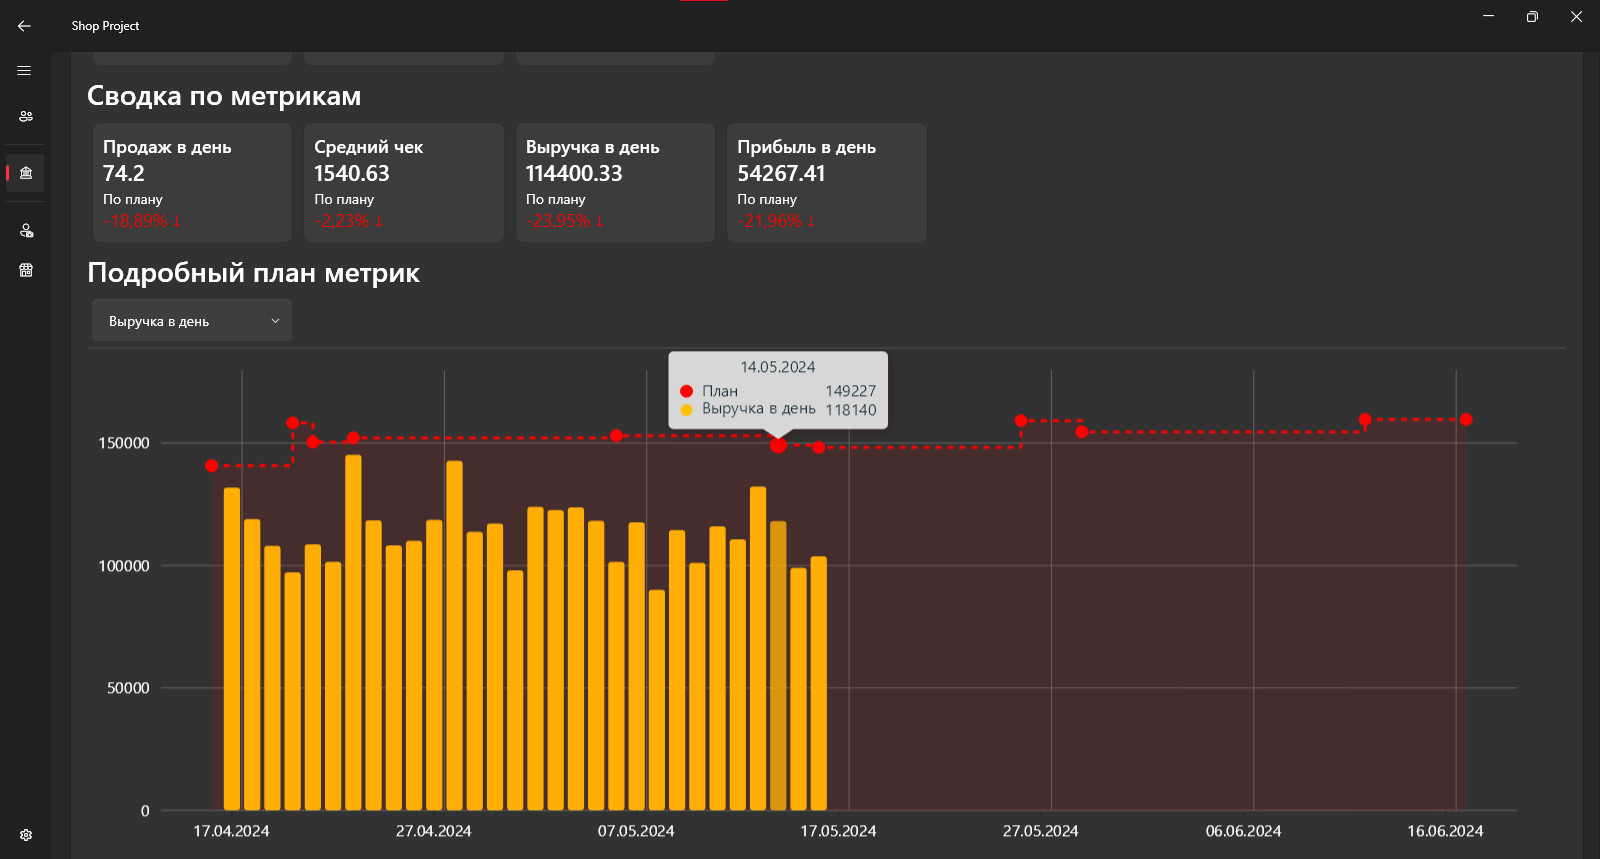 Shop Project
Сводка по метрикам
Продаж в день
74.2
По плану
-18,89% ↓
Средний чек
1540.63
По плану
-2,23% ↓
Выручка в день
114400.33
По плану
-23,95% ↓
Прибыль в день
54267.41
По плану
-21,96% ↓
Подробный план метрик
Выручка в день
14.05.2024
План 149227
Выручка в день 118140
150000
100000
50000
0
17.04.2024 27.04.2024 07.05.2024 17.05.2024 27.05.2024 06.06.2024 16.06.2024